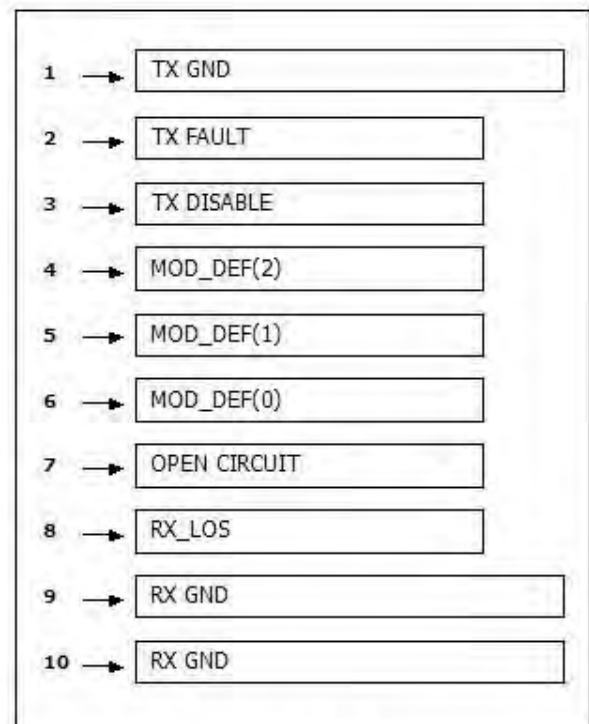 1 TX GND
2 TX FAULT
3 TX DISABLE
4 MOD_DEF(2)
5 MOD_DEF(1)
6 MOD_DEF(0)
7 OPEN CIRCUIT
8 RX_LOS
9 RX GND
10 RX GND